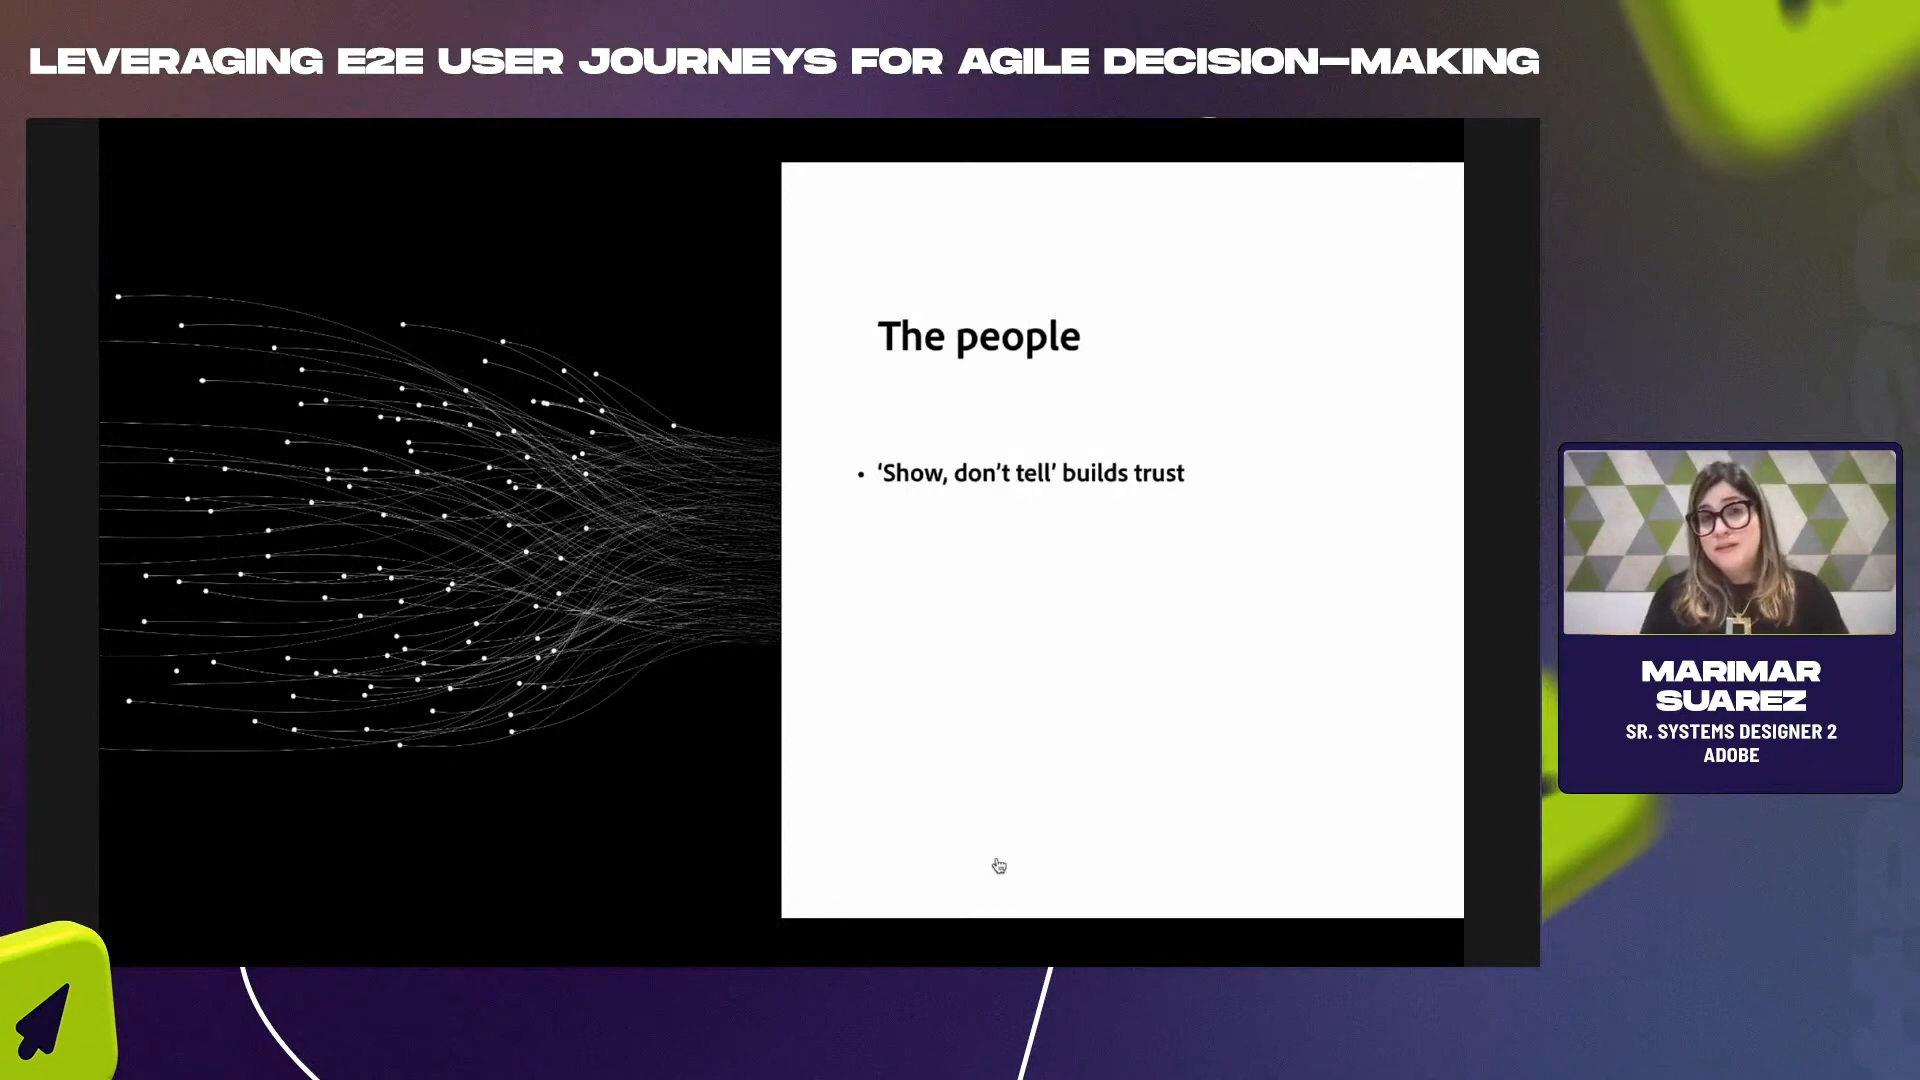 LEVERAGING E2E USER JOURNEYS FOR AGILE DECISION–MAKING
The people
• ‘Show, don’t tell’ builds trust
MARIMAR
SUAREZ
SR. SYSTEMS DESIGNER 2
ADOBE